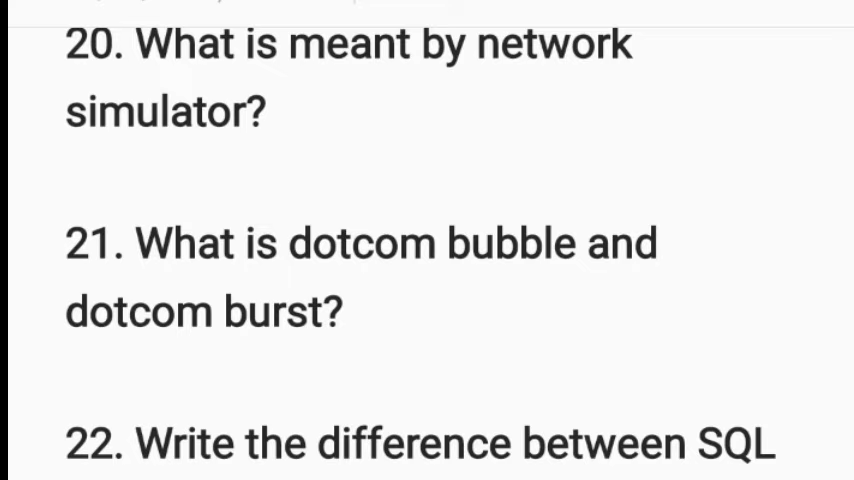 20. What is meant by network
simulator?
21. What is dotcom bubble and
dotcom burst?
22. Write the difference between SQL